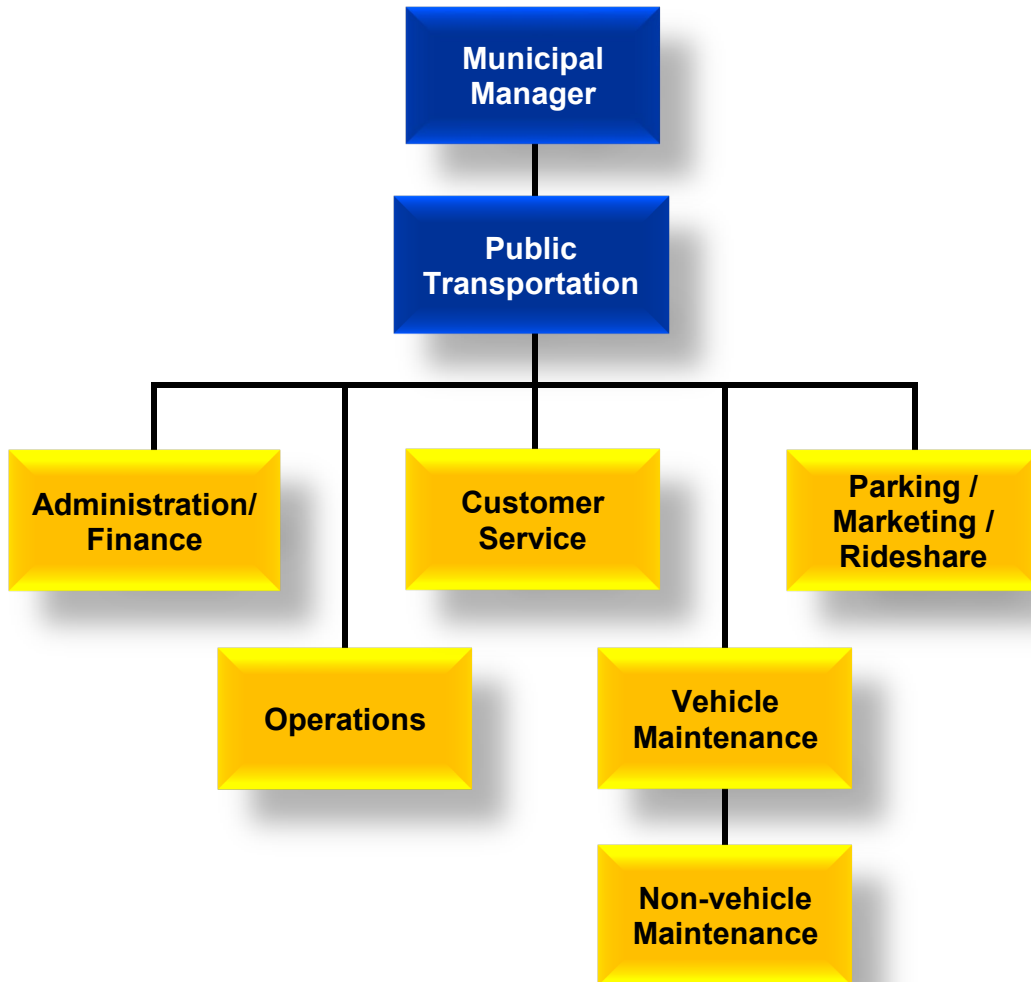 Municipal
Manager
Public
Transportation
Administration/
Finance
Customer
Service
Parking /
Marketing /
Rideshare
Operations
Vehicle
Maintenance
Non-vehicle
Maintenance